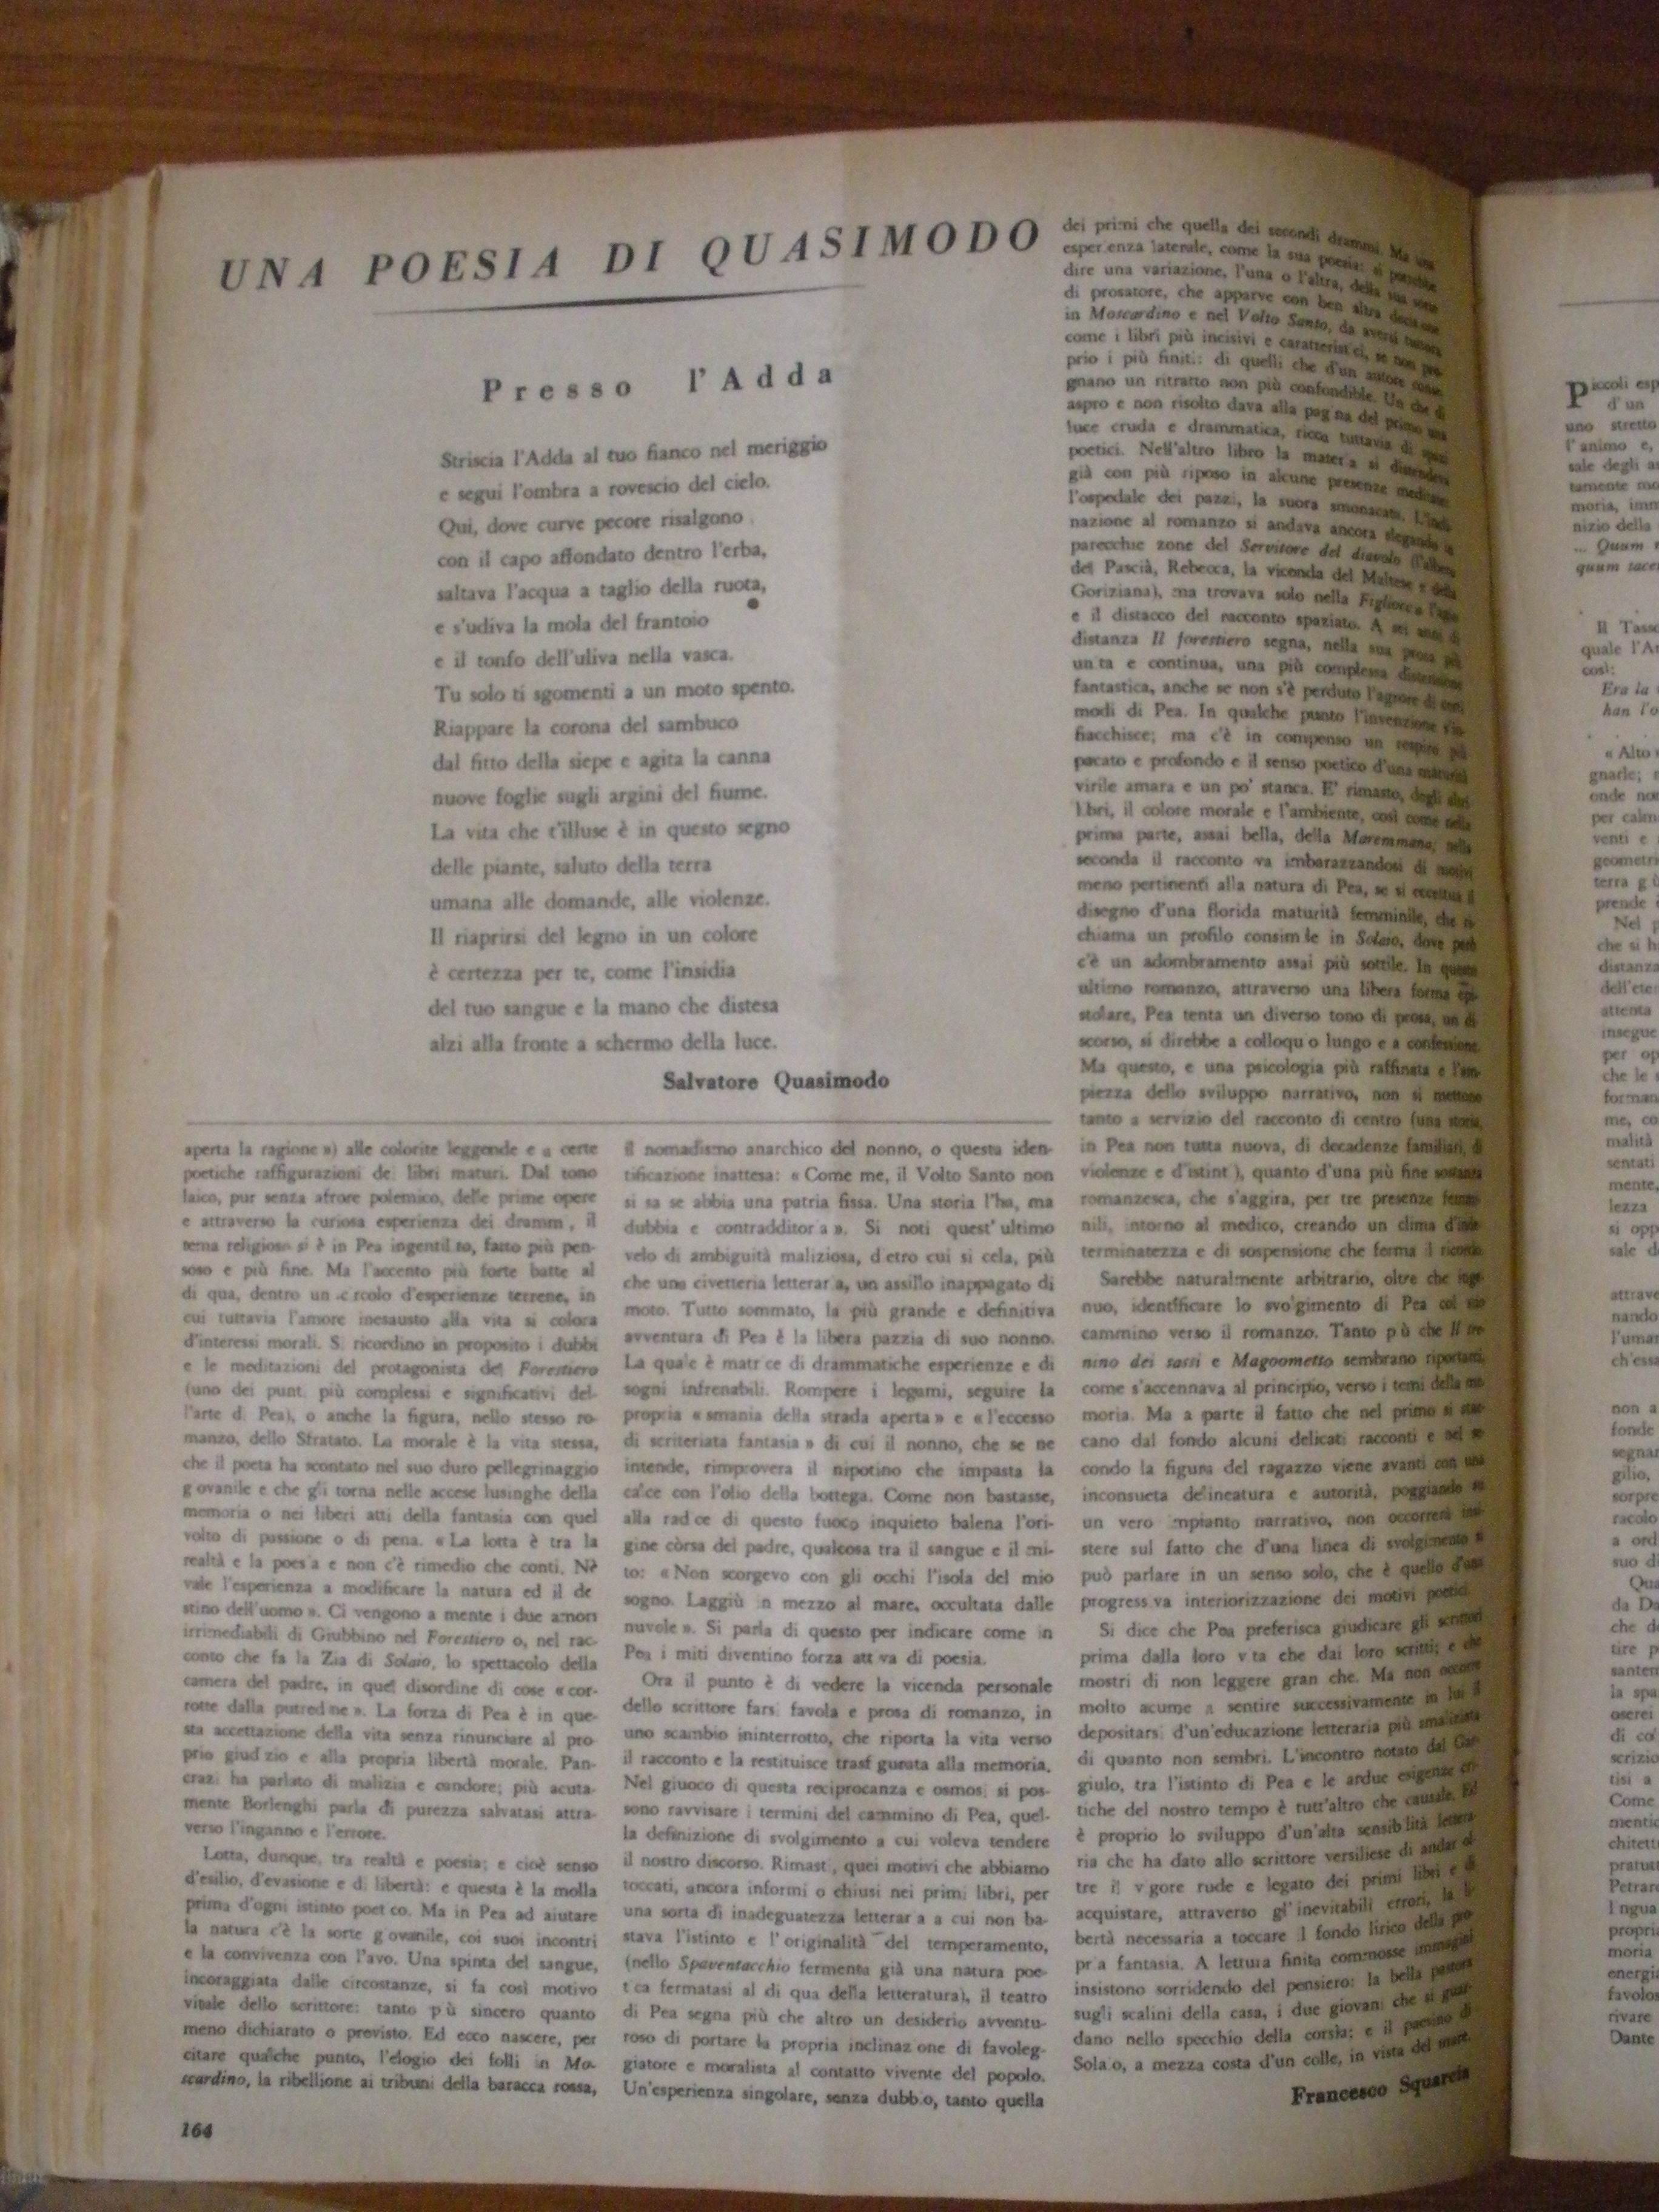 UNA POESIA DI QUASIMODO
Presso l'Adda
Striscia l'Adda al tuo fianco nel meriggio
e segui l'ombra a rovescio del cielo.
Qui, dove curve pecore risalgono
con il capo affondato dentro l'erba,
saltava l'acqua a taglio della ruota,
e s'udiva la mola del frantoio
e il tonfo dell'uliva nella vasca.
Tu solo ti sgomenti a un moto spento.
Riappare la corona del sambuco
dal fitto della siepe e agita la canna
nuove foglie sugli argini del fiume.
La vita che t'illuse è in questo segno
delle piante, saluto della terra
umana alle domande, alle violenze.
Il riaprirsi del legno in un colore
è certezza per te, come l'insidia
del tuo sangue e la mano che distesa
alzi alla fronte a schermo della luce.
Salvatore Quasimodo
aperta la ragione ») alle colorite leggende e a certe
poetiche raffigurazioni dei libri maturi. Dal tono
laico, pur senza afrore polemico, delle prime opere
e attraverso la curiosa esperienza dei drammi, il
tema religioso si è in Pea ingentilito, fatto più pen-
soso e più fine. Ma l'accento più forte batte al
di qua, dentro un circolo d'esperienze terrene, in
cui tuttavia l'amore inesausto alla vita si colora
d'interessi morali. Si ricordino in proposito i dubbi
e le meditazioni del protagonista del Forestiero
(uno dei punti più complessi e significativi del-
l'arte di Pea), o anche la figura, nello stesso ro-
manzo, dello Sfratato. La morale è la vita stessa,
che il poeta ha scontato nel suo duro pellegrinaggio
giovanile e che gli torna nelle accese lusinghe della
memoria o nei liberi atti della fantasia con quel
volto di passione o di pena. « La lotta è tra la
realtà e la poesia e non c'è rimedio che conti. Nè
vale l'esperienza a modificare la natura ed il de
stino dell'uomo ». Ci vengono a mente i due amori
irrimediabili di Grubbino nel Forestiero o, nel rac-
conto che fa la Zia di Solaio, lo spettacolo della
camera del padre, in quel disordine di cose « cor-
rotte dalla putredine ». La forza di Pea è in que-
sta accettazione della vita senza rinunciare al pro-
prio giudizio e alla propria libertà morale. Pan-
crazi ha parlato di malizia e candore; più acuta-
mente Borlenghi parla di purezza salvatasi attra-
verso l'inganno e l'errore.
Lotta, dunque, tra realtà e poesia; e cioè senso
d'esilio, d'evasione e di libertà: e questa è la molla
prima d'ogni istinto poetico. Ma in Pea ad aiutare
la natura c'è la sorte giovanile, coi suoi incontri
e la convivenza con l'avo. Una spinta del sangue,
incoraggiata dalle circostanze, si fa così motivo
vitale dello scrittore: tanto più sincero quanto
meno dichiarato o previsto. Ed ecco nascere, per
citare qualche punto, l'elogio dei folli in Mo-
scardino, la ribellione ai tribuni della baracca rossa,
il nomadismo anarchico del nonno, o questa iden-
tificazione inattesa: « Come me, il Volto Santo non
si sa se abbia una patria fissa. Una storia l'ha, ma
dubbia e contraddittoria ». Si noti quest'ultimo
velo di ambiguità maliziosa, dietro cui si cela, più
che una civetteria letteraria, un assillo inappagato di
moto. Tutto sommato, la più grande e definitiva
avventura di Pea è la libera pazzia di suo nonno.
La quale è matrice di drammatiche esperienze e di
sogni infrenabili. Rompere i legami, seguire la
propria « smania della strada aperta » e « l'eccesso
di scriteriata fantasia » di cui il nonno, che se ne
intende, rimprovera il nipotino che impasta la
calce con l'olio della bottega. Come non bastasse,
alla radice di questo fuoco inquieto balena l'ori-
gine còrsa del padre, qualcosa tra il sangue e il mi-
to: « Non scorgevo con gli occhi l'isola del mio
sogno. Laggiù in mezzo al mare, occultata dalle
nuvole ». Si parla di questo per indicare come in
Pea i miti diventino forza attiva di poesia.
Ora il punto è di vedere la vicenda personale
dello scrittore farsi favola e prosa di romanzo, in
uno scambio ininterrotto, che riporta la vita verso
il racconto e la restituisce trasfigurata alla memoria.
Nel giuoco di questa reciprocanza e osmosi si pos-
sono ravvisare i termini del cammino di Pea, quel-
la definizione di svolgimento a cui voleva tendere
il nostro discorso. Rimasti, quei motivi che abbiamo
toccati, ancora informi o chiusi nei primi libri, per
una sorta di inadeguatezza letteraria a cui non ba-
stava l'istinto e l'originalità del temperamento,
(nello Spaventacchio fermenta già una natura poe-
tica fermatasi al di qua della letteratura), il teatro
di Pea segna più che altro un desiderio avventu-
roso di portare la propria inclinazione di favoleg-
giatore e moralista al contatto vivente del popolo.
Un'esperienza singolare, senza dubbio, tanto quella
dei primi che quella dei secondi drammi. Ma una
esperienza laterale, come la sua poesia: si potrebbe
dire una variazione, l'una o l'altra, della sua
di prosatore, che apparve con ben altra
in Moscardino e nel Volto Santo, da aversi
come i libri più incisivi e caratteristici, se non pro
prio i più finiti: di quelli che d'un autore
gnano un ritratto non più confondibile. Un che di
aspro e non risolto dava alla pagina del primo una
luce cruda e drammatica, ricca tuttavia di
poetici. Nell'altro libro la materia si
già con più riposo in alcune presenze
l'ospedale dei pazzi, la suora smonacata. L'incli
nazione al romanzo si andava ancora slegando in
parecchie zone del Servitore del diavolo
del Pascià, Rebecca, la vicenda del Maltese e della
Goriziana), ma trovava solo nella Figlioccia
e il distacco del racconto spaziato. A sei anni di
distanza Il forestiero segna, nella sua prosa più
unita e continua, una più complessa
fantastica, anche se non s'è perduto l'agrore di certi
modi di Pea. In qualche punto l'invenzione
fiacchisce; ma c'è in compenso un respiro più
pacato e profondo e il senso poetico d'una maturità
virile amara e un po' stanca. E' rimasto, degli altri
libri, il colore morale e l'ambiente, così come nella
prima parte, assai bella, della Maremmana; nella
seconda il racconto va imbarazzandosi di motivi
meno pertinenti alla natura di Pea, se si eccettua il
disegno d'una florida maturità femminile, che ri-
chiama un profilo consimile in Solaio, dove però
c'è un adombramento assai più sottile. In questo
ultimo romanzo, attraverso una libera forma epi-
stolare, Pea tenta un diverso tono di prosa, un di-
scorso, si direbbe a colloquio lungo e a confessione
Ma questo, e una psicologia più raffinata e l'am-
piezza dello sviluppo narrativo, non si mettono
tanto a servizio del racconto di centro (una storia,
in Pea non tutta nuova, di decadenze familiari, di
violenze e d'istinti), quanto d'una più fine sostanza
romanzesca, che s'aggira, per tre presenze femmi-
nili, intorno al medico, creando un clima d'inde-
terminatezza e di sospensione che ferma il ricordo.
Sarebbe naturalmente arbitrario, oltre che inge-
nuo, identificare lo svolgimento di Pea col suo
cammino verso il romanzo. Tanto più che Il tre-
nino dei sassi e Magoometto sembrano riportarci,
come s'accennava al principio, verso i temi della me-
moria. Ma a parte il fatto che nel primo si stac-
cano dal fondo alcuni delicati racconti e nel se-
condo la figura del ragazzo viene avanti con una
inconsueta delineatura e autorità, poggiando su
un vero impianto narrativo, non occorrerà insi-
stere sul fatto che d'una linea di svolgimento si
può parlare in un senso solo, che è quello d'una
progressiva interiorizzazione dei motivi poetici.
Si dice che Pea preferisca giudicare gli scrittori
prima dalla loro vita che dai loro scritti; e che
mostri di non leggere gran che. Ma non occorre
molto acume a sentire successivamente in lui il
depositarsi d'un'educazione letteraria più smaliziata
di quanto non sembri. L'incontro notato dal Gar-
giulo, tra l'istinto di Pea e le ardue esigenze cri-
tiche del nostro tempo è tutt'altro che casuale. Ed
è proprio lo sviluppo d'un'alta sensibilità lettera-
ria che ha dato allo scrittore versiliese di andar ol-
tre il vigore rude e legato dei primi libri e di
acquistare, attraverso gl'inevitabili errori, la li-
bertà necessaria a toccare il fondo lirico della pro-
pria fantasia. A lettura finita commosse immagini
insistono sorridendo del pensiero: la bella
sugli scalini della casa, i due giovani che si guar-
dano nello specchio della corsia; e il paesino di
Solaio, a mezza costa d'un colle, in vista del mare.
Francesco Squarcia
164